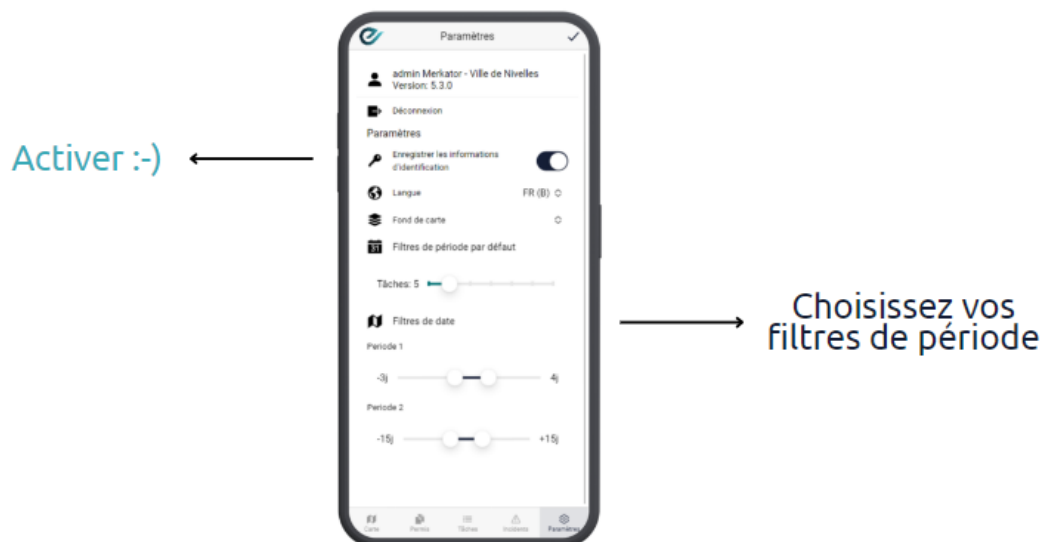 Paramètres
admin Merkator - Ville de Nivelles
Version: 5.3.0
Déconnexion
Paramètres
Activer :-)
Enregistrer les informations
d'identification
Langue FR (B)
Fond de carte
31 Filtres de période par défaut
Tâches: 5
Filtres de date
Choisissez vos
filtres de période
Periode 1
-3j 4j
Periode 2
-15j +15j
Carte Permis Tâches Incidents Paramètres